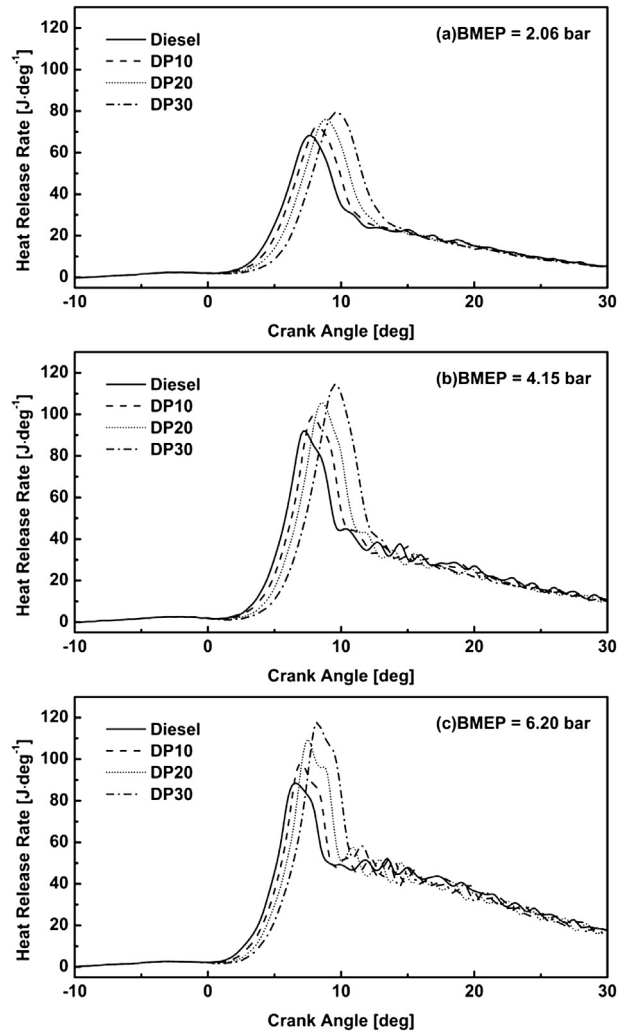 120
100
80
60
40
20
0
Heat Release Rate [J·deg⁻¹]
Diesel
DP10
DP20
DP30
(a)BMEP = 2.06 bar
-10 0 10 20 30
Crank Angle [deg]
120
100
80
60
40
20
0
Heat Release Rate [J·deg⁻¹]
Diesel
DP10
DP20
DP30
(b)BMEP = 4.15 bar
-10 0 10 20 30
Crank Angle [deg]
120
100
80
60
40
20
0
Heat Release Rate [J·deg⁻¹]
Diesel
DP10
DP20
DP30
(c)BMEP = 6.20 bar
-10 0 10 20 30
Crank Angle [deg]